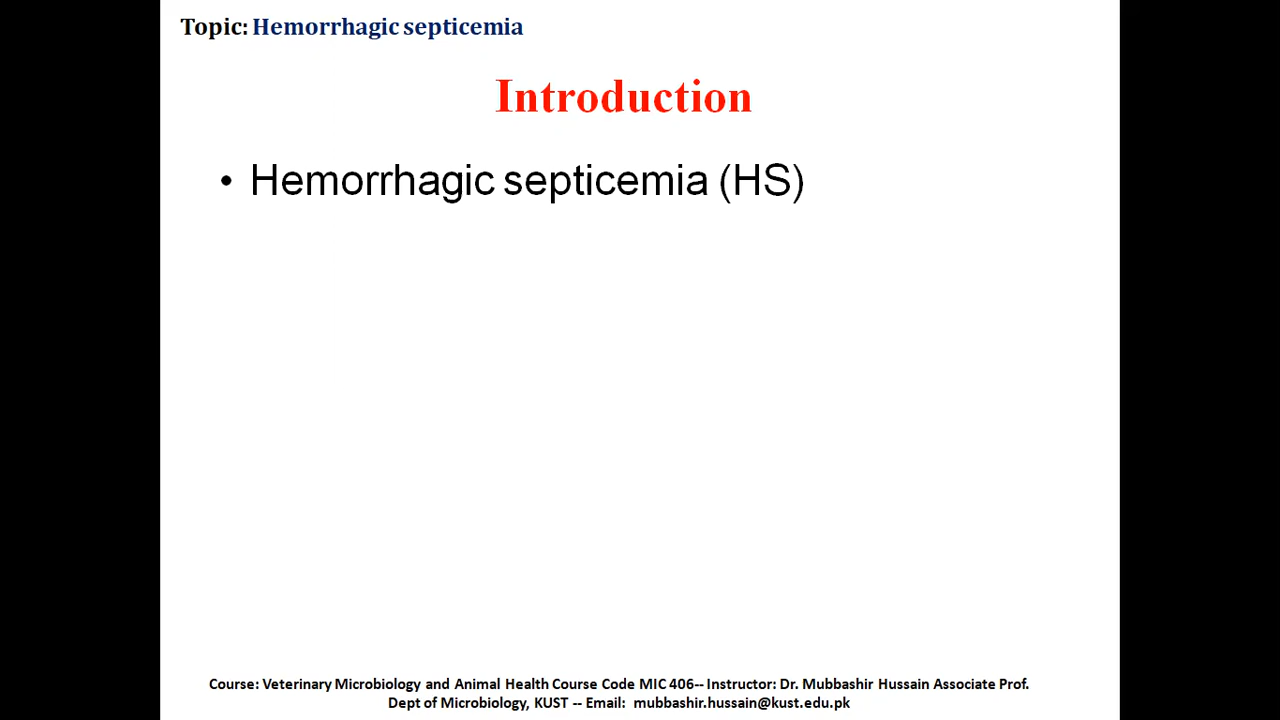 Topic: Hemorrhagic septicemia
Introduction
• Hemorrhagic septicemia (HS)
Course: Veterinary Microbiology and Animal Health Course Code MIC 406-- Instructor: Dr. Mubbashir Hussain Associate Prof.
Dept of Microbiology, KUST -- Email: mubbashir.hussain@kust.edu.pk